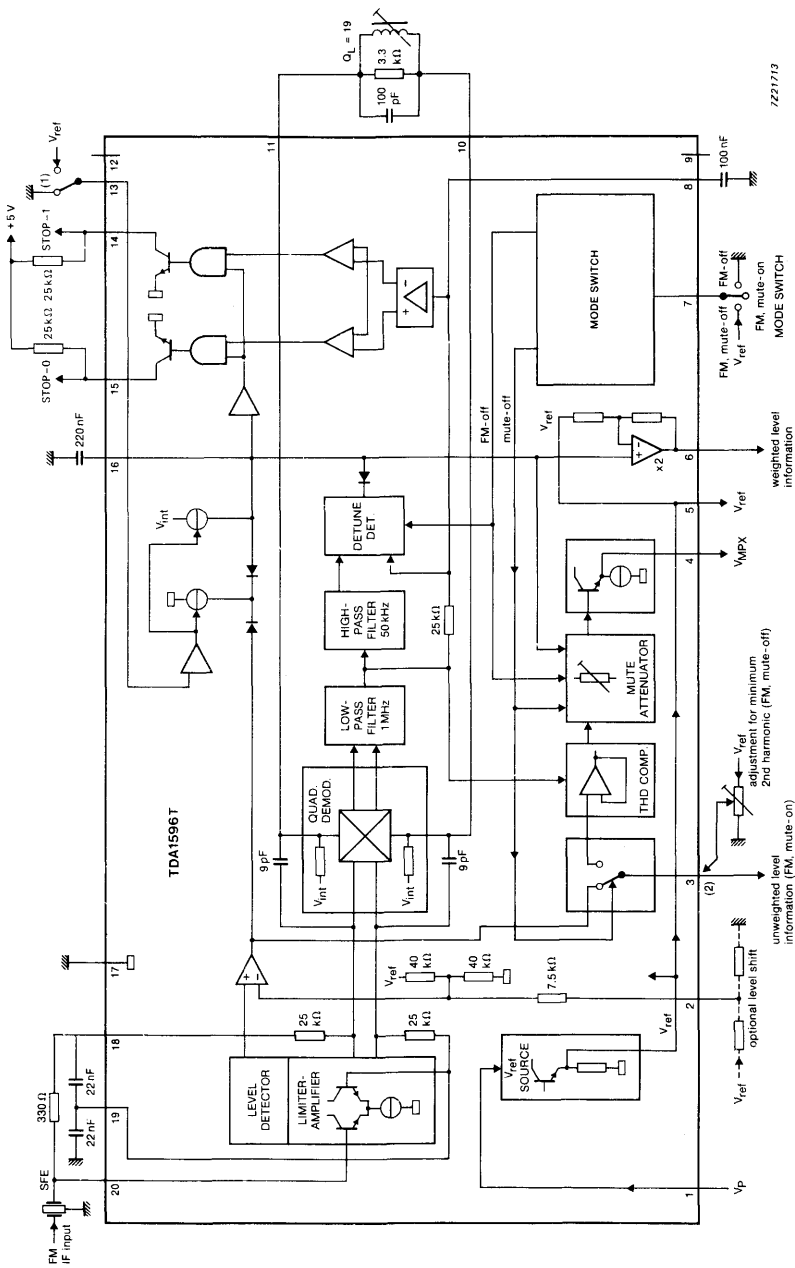 FM
IF input
SFE
330 Ω
22 nF
22 nF
20
19
18
17
16
15
14
13
12
220 nF
STOP-0
25 kΩ
25 kΩ
STOP-1
+5 V
(1)
Vref
TDA1596T
LEVEL
DETECTOR
LIMITER-
AMPLIFIER
25
kΩ
25
kΩ
9 pF
9 pF
QUAD.
DEMOD.
Vint
Vint
LOW-
PASS
FILTER
1 MHz
HIGH-
PASS
FILTER
50 kHz
DETUNE
DET.
Vint
11
10
QL = 19
100
pF
3.3
kΩ
FM-off
mute-off
25 kΩ
Vref
40
kΩ
40
kΩ
7.5 kΩ
Vref
SOURCE
Vref
THD COMP.
MUTE
ATTENUATOR
Vref
x2
MODE SWITCH
1
2
3
4
5
6
7
8
9
VP
Vref
optional level shift
(2)
unweighted level
information (FM, mute-on)
Vref
adjustment for minimum
2nd harmonic (FM, mute-off)
VMPX
Vref
weighted level
information
FM, mute-off
Vref
FM-off
FM, mute-on
MODE SWITCH
100 nF
7Z21713